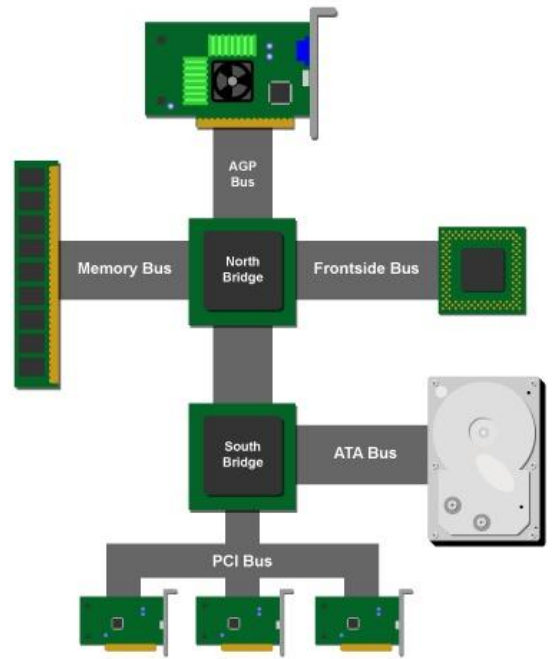 AGP
Bus
Memory Bus
North
Bridge
Frontside Bus
South
Bridge
ATA Bus
PCI Bus